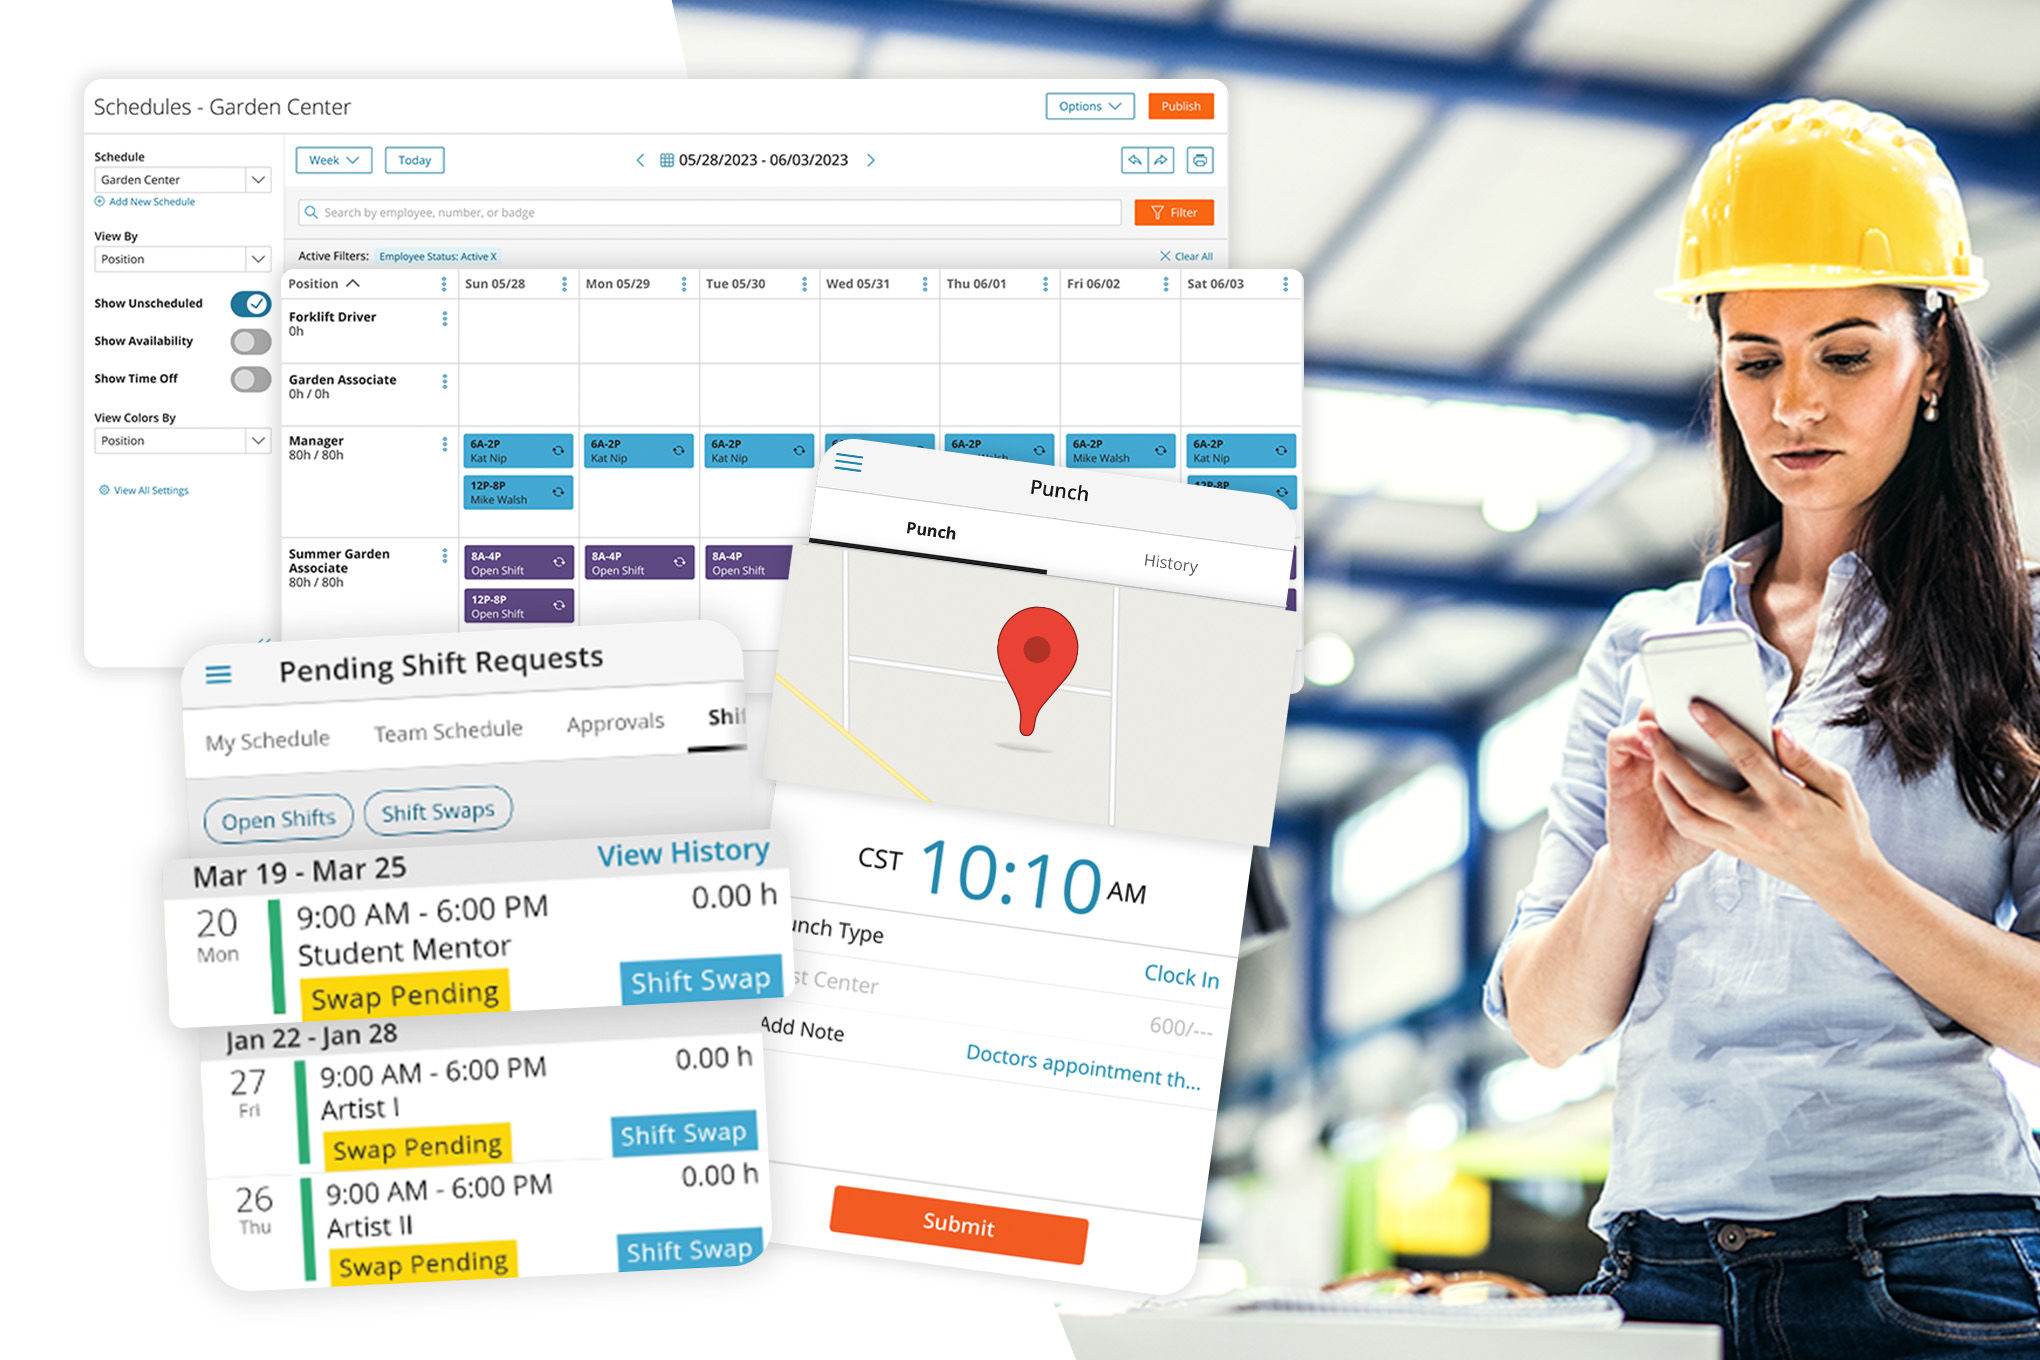 Schedules - Garden Center
Options
Publish
Schedule
Garden Center
Add New Schedule
View By
Position
Show Unscheduled
Show Availability
Show Time Off
View Colors By
Position
View All Settings
Week
Today
05/28/2023 - 06/03/2023
Search by employee, number, or badge
Filter
Active Filters: Employee Status: Active X
Clear All
Position Sun 05/28 Mon 05/29 Tue 05/30 Wed 05/31 Thu 06/01 Fri 06/02 Sat 06/03
Forklift Driver
0h
Garden Associate
0h / 0h
Manager
80h / 80h
6A-2P
Kat Nip
6A-2P
Kat Nip
6A-2P
Kat Nip
6A-2P
6A-2P
Mike Walsh
6A-2P
Kat Nip
12P-8P
Mike Walsh
12P-8P
Summer Garden
Associate
80h / 80h
8A-4P
Open Shift
8A-4P
Open Shift
8A-4P
Open Shift
12P-8P
Open Shift
Pending Shift Requests
My Schedule Team Schedule Approvals
Open Shifts Shift Swaps
Mar 19 - Mar 25 View History
20
Mon
9:00 AM - 6:00 PM 0.00 h
Student Mentor
Swap Pending Shift Swap
Jan 22 - Jan 28
27
Fri
9:00 AM - 6:00 PM 0.00 h
Artist I
Swap Pending Shift Swap
26
Thu
9:00 AM - 6:00 PM 0.00 h
Artist II
Swap Pending Shift Swap
Punch
Punch History
CST 10:10 AM
Type
Clock In
Center
600/---
Add Note
Doctors appointment th...
Submit